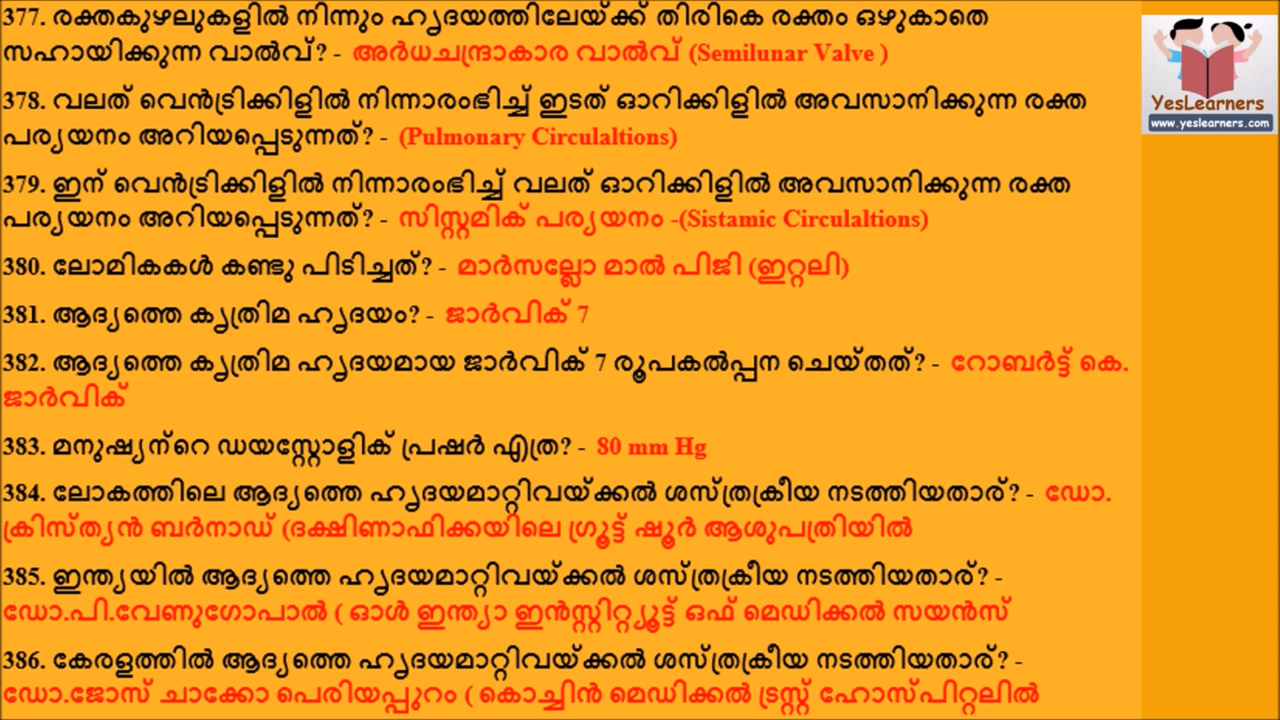 377. രക്തകുഴലുകളിൽ നിന്നും ഹൃദയത്തിലേയ്ക്ക് തിരികെ രക്തം ഒഴുകാതെ
സഹായിക്കുന്ന വാൽവ്? - അർധചന്ദ്രാകാര വാൽവ് (Semilunar Valve )
378. വലത് വെൻട്രിക്കിളിൽ നിന്നാരംഭിച്ച് ഇടത് ഓറിക്കിളിൽ അവസാനിക്കുന്ന രക്ത
പര്യയനം അറിയപ്പെടുന്നത്? - (Pulmonary Circulaltions)
379. ഇന് വെൻട്രിക്കിളിൽ നിന്നാരംഭിച്ച് വലത് ഓറിക്കിളിൽ അവസാനിക്കുന്ന രക്ത
പര്യയനം അറിയപ്പെടുന്നത്? - സിസ്റ്റമിക് പര്യയനം -(Sistamic Circulaltions)
380. ലോമികകൾ കണ്ടു പിടിച്ചത്? - മാർസല്ലോ മാൽ പിജി (ഇറ്റലി)
381. ആദ്യത്തെ കൃത്രിമ ഹൃദയം? - ജാർവിക് 7
382. ആദ്യത്തെ കൃത്രിമ ഹൃദയമായ ജാർവിക് 7 രൂപകൽപ്പന ചെയ്തത്? - റോബർട്ട് കെ.
ജാർവിക്
383. മനുഷ്യന്റെ ഡയസ്റ്റോളിക് പ്രഷർ എത്ര? - 80 mm Hg
384. ലോകത്തിലെ ആദ്യത്തെ ഹൃദയമാറ്റിവയ്ക്കൽ ശസ്ത്രക്രീയ നടത്തിയതാര്? - ഡോ.
ക്രിസ്ത്യൻ ബർനാഡ് (ദക്ഷിണാഫിക്കയിലെ ഗ്രൂട്ട് ഷൂർ ആശുപത്രിയിൽ
385. ഇന്ത്യയിൽ ആദ്യത്തെ ഹൃദയമാറ്റിവയ്ക്കൽ ശസ്ത്രക്രീയ നടത്തിയതാര്? -
ഡോ.പി.വേണുഗോപാൽ ( ഓൾ ഇന്ത്യാ ഇൻസ്റ്റിറ്റ്യൂട്ട് ഒഫ് മെഡിക്കൽ സയൻസ്
386. കേരളത്തിൽ ആദ്യത്തെ ഹൃദയമാറ്റിവയ്ക്കൽ ശസ്ത്രക്രീയ നടത്തിയതാര്? -
ഡോ.ജോസ് ചാക്കോ പെരിയപ്പുറം ( കൊച്ചിൻ മെഡിക്കൽ ട്രസ്റ്റ് ഹോസ്പിറ്റലിൽ
YesLearners
www.yeslearners.com